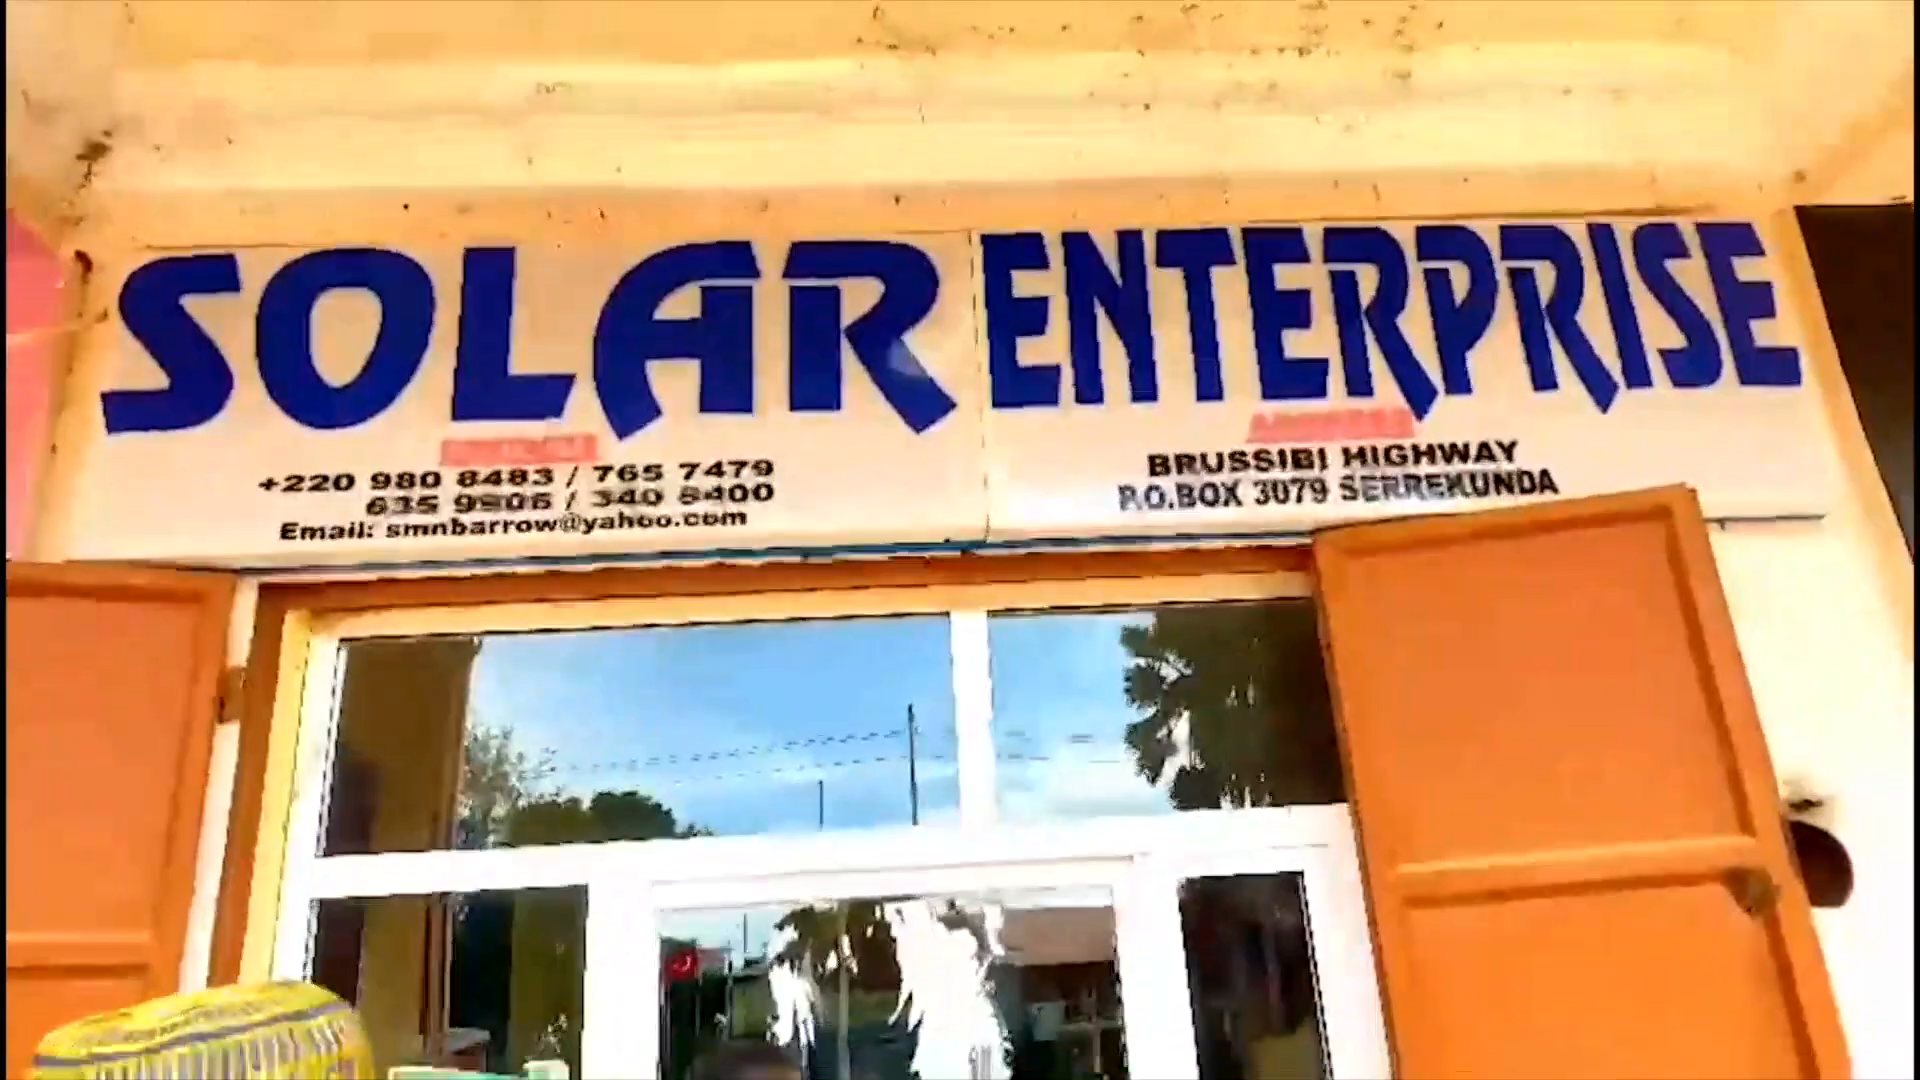 SOLAR ENTERPRISE
+220 980 8483 / 765 7479
635 9906 / 340 8400
Email: smnbarrow@yahoo.com
BRUSSIBI HIGHWAY
P.O.BOX 3079 SERREKUNDA